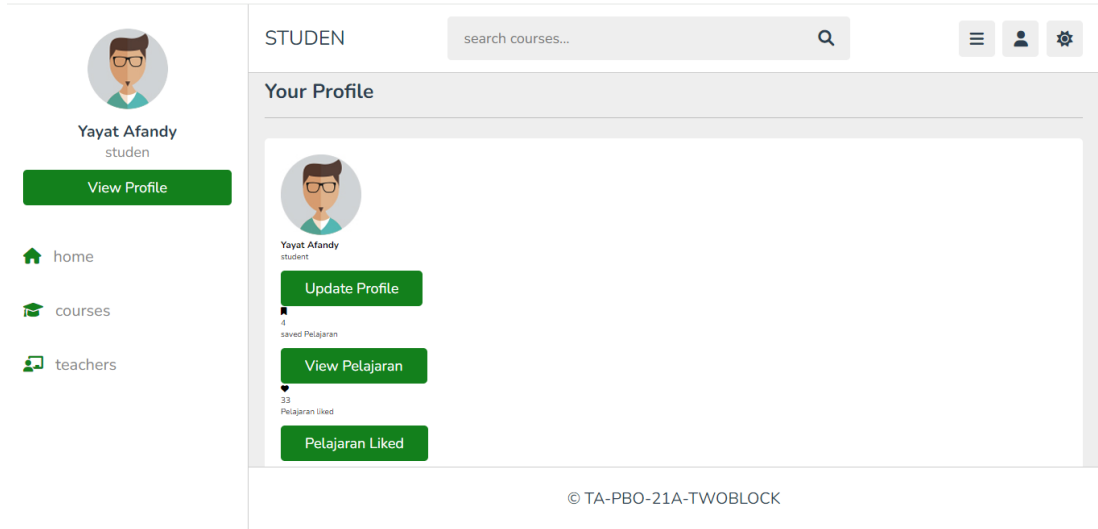 STUDEN
search courses...
Yayat Afandy
studen
View Profile
home
courses
teachers
Your Profile
Yayat Afandy
student
Update Profile
4
saved Pelajaran
View Pelajaran
33
Pelajaran liked
Pelajaran Liked
© TA-PBO-21A-TWOBLOCK